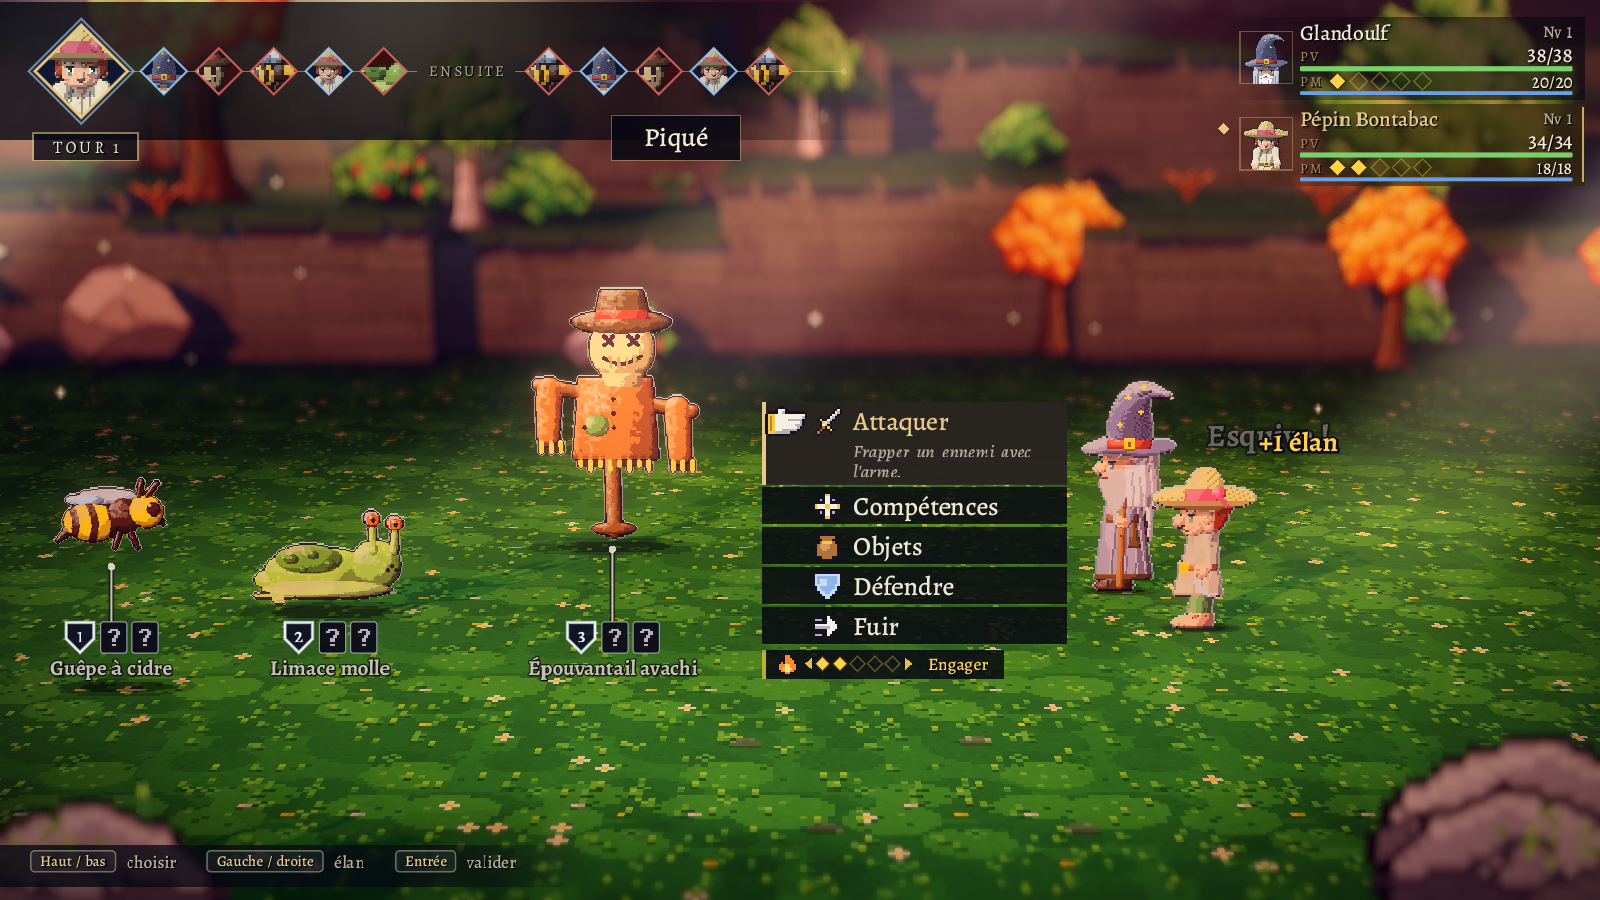 ENSUITE
TOUR 1
Piqué
Glandoulf
Nv 1
PV
38/38
PM
20/20
Pépin Bontabac
Nv 1
PV
34/34
PM
18/18
Attaquer
Frapper un ennemi avec
l'arme.
Compétences
Objets
Défendre
Fuir
Engager
+1 élan
1 ? ?
Guêpe à cidre
2 ? ?
Limace molle
3 ? ?
Épouvantail avachi
Haut / bas choisir Gauche / droite élan Entrée valider